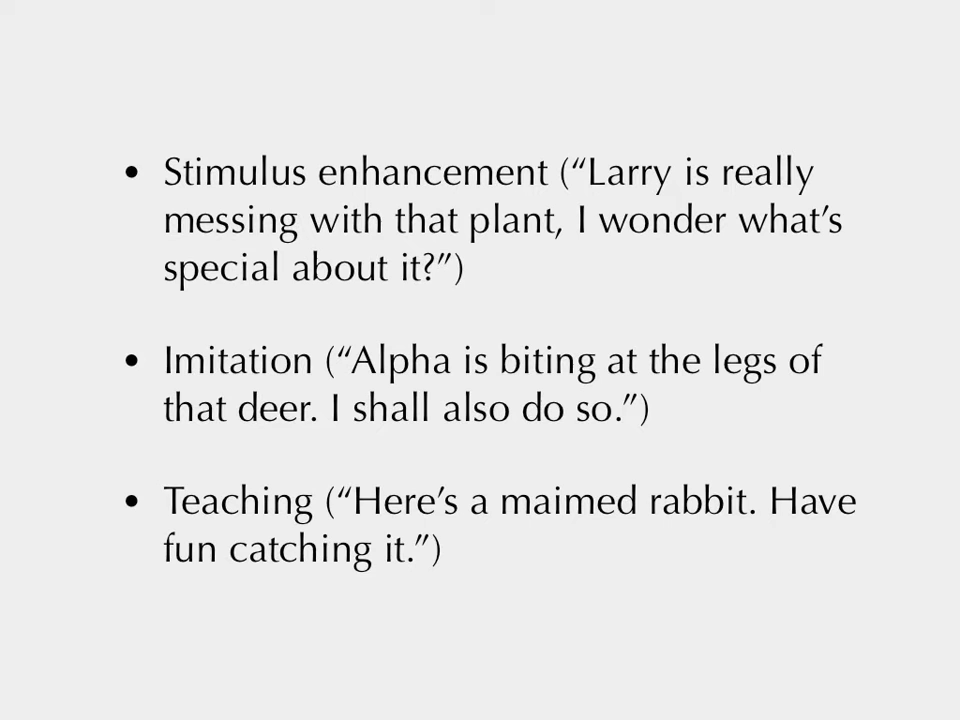 • Stimulus enhancement (“Larry is really
messing with that plant, I wonder what’s
special about it?”)
• Imitation (“Alpha is biting at the legs of
that deer. I shall also do so.”)
• Teaching (“Here’s a maimed rabbit. Have
fun catching it.”)